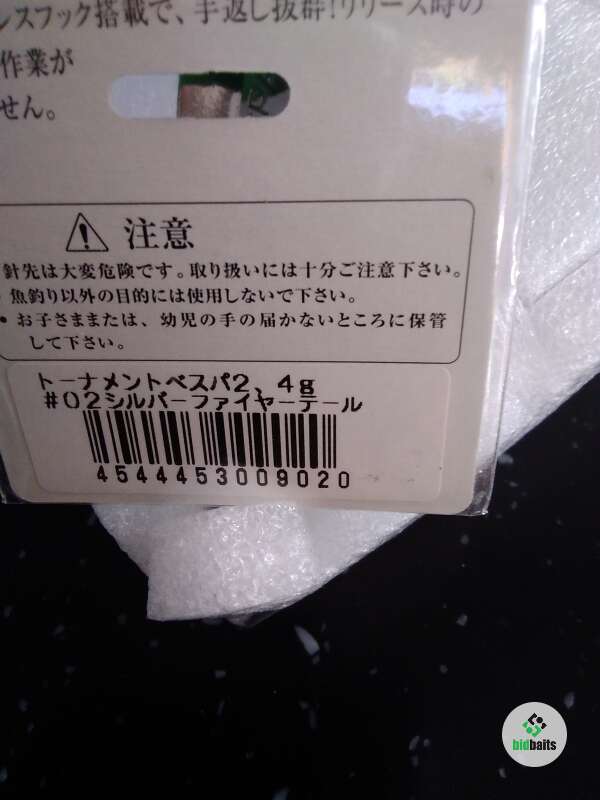 レスフック搭載で、手返し抜群!リリース時の
作業が
せん。
注意
針先は大変危険です。取り扱いには十分ご注意下さい。
・魚釣り以外の目的には使用しないで下さい。
・お子さままたは、幼児の手の届かないところに保管
して下さい。
トーナメントベスパ2、4g
#02シルバーファイヤーテール
4544453009020
bidbaits